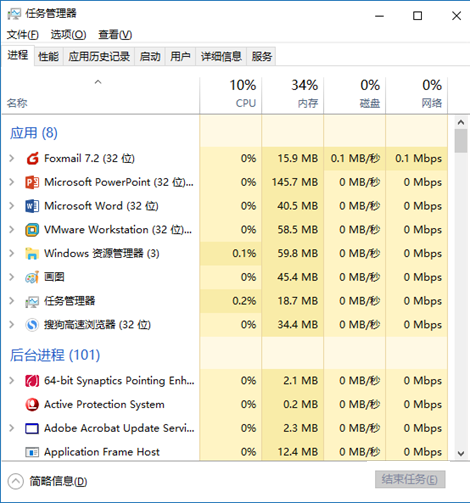 任务管理器
文件(F) 选项(O) 查看(V)
进程 性能 应用历史记录 启动 用户 详细信息 服务
10% 34% 0% 0%
名称 CPU 内存 磁盘 网络
应用 (8)
Foxmail 7.2 (32 位) 0% 15.9 MB 0.1 MB/秒 0.1 Mbps
Microsoft PowerPoint (32 位)... 0% 145.7 MB 0 MB/秒 0 Mbps
Microsoft Word (32 位) 0% 40.5 MB 0 MB/秒 0 Mbps
VMware Workstation (32 位)... 0% 58.5 MB 0 MB/秒 0 Mbps
Windows 资源管理器 (3) 0.1% 59.8 MB 0 MB/秒 0 Mbps
画图 0% 45.4 MB 0 MB/秒 0 Mbps
任务管理器 0.2% 18.7 MB 0 MB/秒 0 Mbps
搜狗高速浏览器 (32 位) 0% 34.4 MB 0 MB/秒 0 Mbps
后台进程 (101)
64-bit Synaptics Pointing Enh... 0% 2.1 MB 0 MB/秒 0 Mbps
Active Protection System 0% 0.2 MB 0 MB/秒 0 Mbps
Adobe Acrobat Update Servi... 0% 2.3 MB 0 MB/秒 0 Mbps
Application Frame Host 0% 12.4 MB 0 MB/秒 0 Mbps
简略信息(D) 结束任务(E)